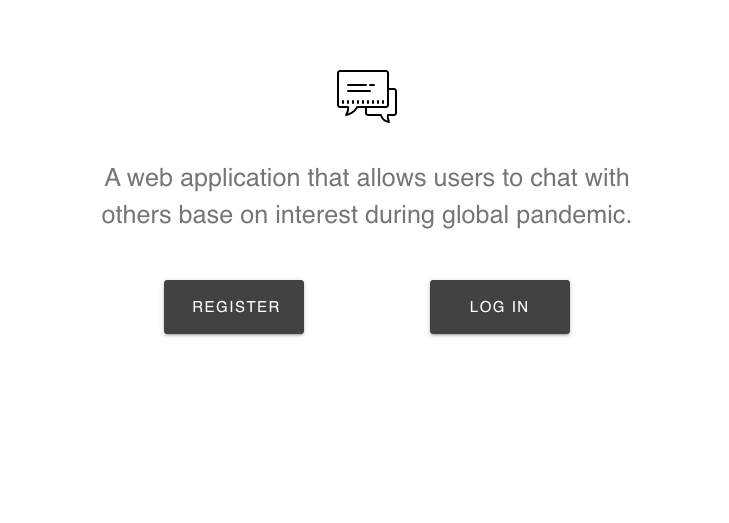 A web application that allows users to chat with
others base on interest during global pandemic.
REGISTER
LOG IN